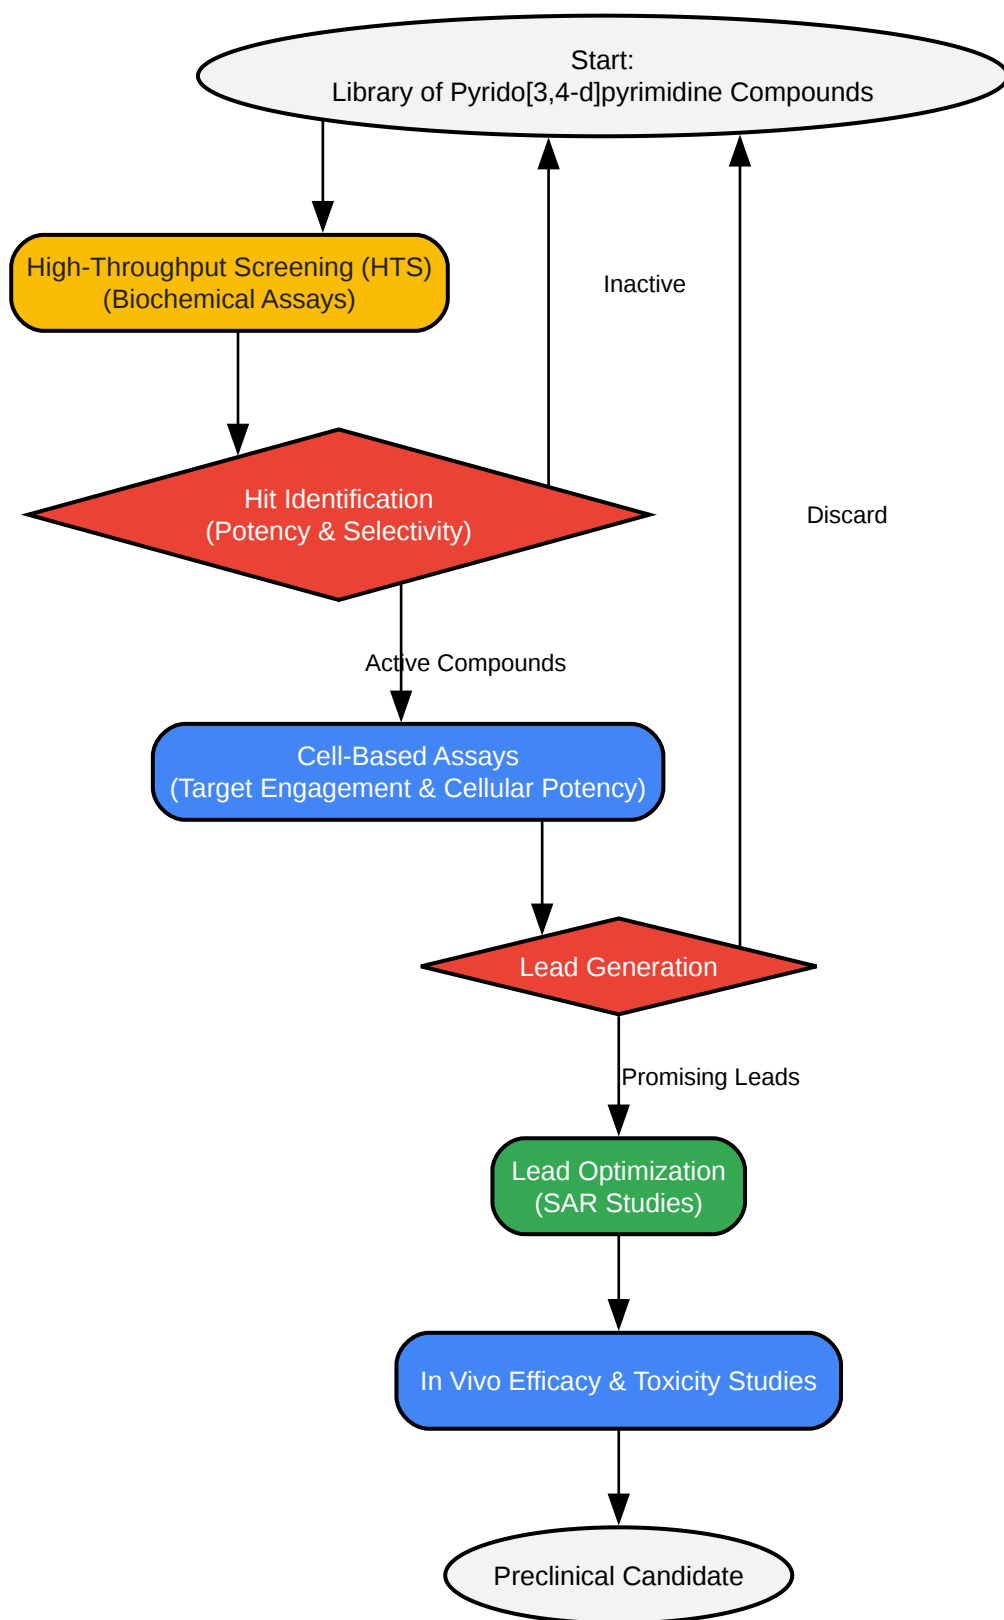 Start:
Library of Pyrido[3,4-d]pyrimidine Compounds
High-Throughput Screening (HTS)
(Biochemical Assays)
Inactive
Hit Identification
(Potency & Selectivity)
Discard
Active Compounds
Cell-Based Assays
(Target Engagement & Cellular Potency)
Lead Generation
Promising Leads
Lead Optimization
(SAR Studies)
In Vivo Efficacy & Toxicity Studies
Preclinical Candidate